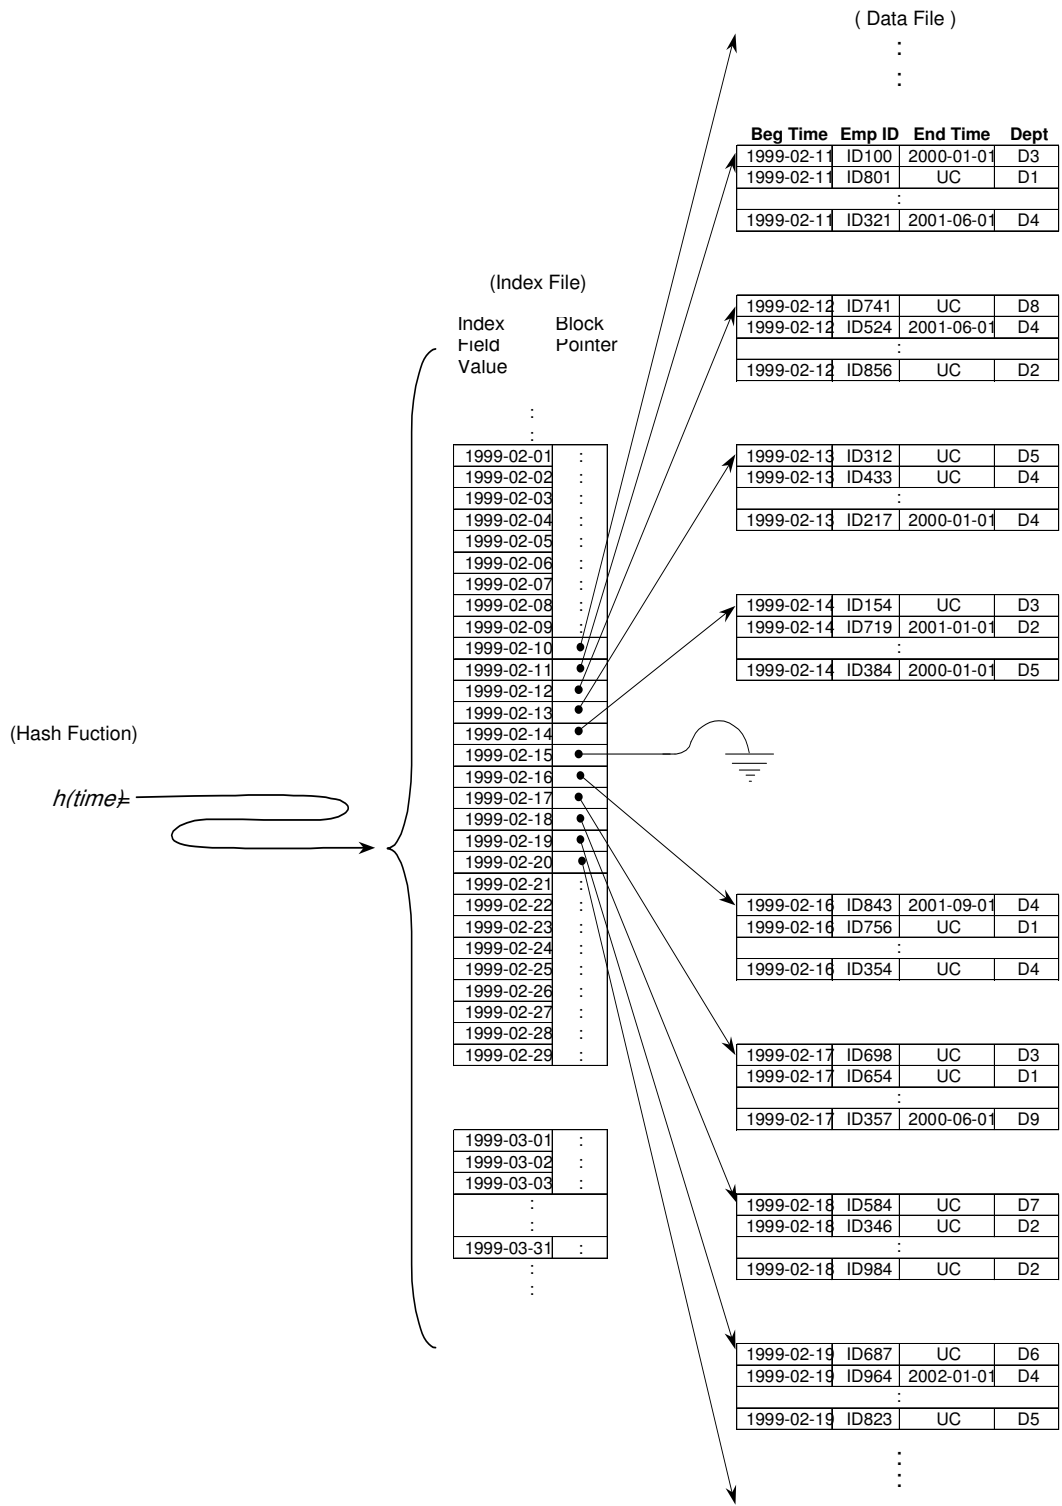 ( Data File )
:
:
Beg Time Emp ID End Time Dept
1999-02-11 ID100 2000-01-01 D3
1999-02-11 ID801 UC D1
:
1999-02-11 ID321 2001-06-01 D4
1999-02-12 ID741 UC D8
1999-02-12 ID524 2001-06-01 D4
:
1999-02-12 ID856 UC D2
1999-02-13 ID312 UC D5
1999-02-13 ID433 UC D4
:
1999-02-13 ID217 2000-01-01 D4
1999-02-14 ID154 UC D3
1999-02-14 ID719 2001-01-01 D2
:
1999-02-14 ID384 2000-01-01 D5
1999-02-16 ID843 2001-09-01 D4
1999-02-16 ID756 UC D1
:
1999-02-16 ID354 UC D4
1999-02-17 ID698 UC D3
1999-02-17 ID654 UC D1
:
1999-02-17 ID357 2000-06-01 D9
1999-02-18 ID584 UC D7
1999-02-18 ID346 UC D2
:
1999-02-18 ID984 UC D2
1999-02-19 ID687 UC D6
1999-02-19 ID964 2002-01-01 D4
:
1999-02-19 ID823 UC D5
:
:
(Index File)
Index Block
Field Pointer
Value
:
:
1999-02-01 :
1999-02-02 :
1999-02-03 :
1999-02-04 :
1999-02-05 :
1999-02-06 :
1999-02-07 :
1999-02-08 :
1999-02-09 :
1999-02-10
1999-02-11
1999-02-12
1999-02-13
1999-02-14
1999-02-15
1999-02-16
1999-02-17
1999-02-18
1999-02-19
1999-02-20
1999-02-21 :
1999-02-22 :
1999-02-23 :
1999-02-24 :
1999-02-25 :
1999-02-26 :
1999-02-27 :
1999-02-28 :
1999-02-29 :
1999-03-01 :
1999-03-02 :
1999-03-03 :
:
:
1999-03-31 :
:
:
(Hash Fuction)
h(time)=